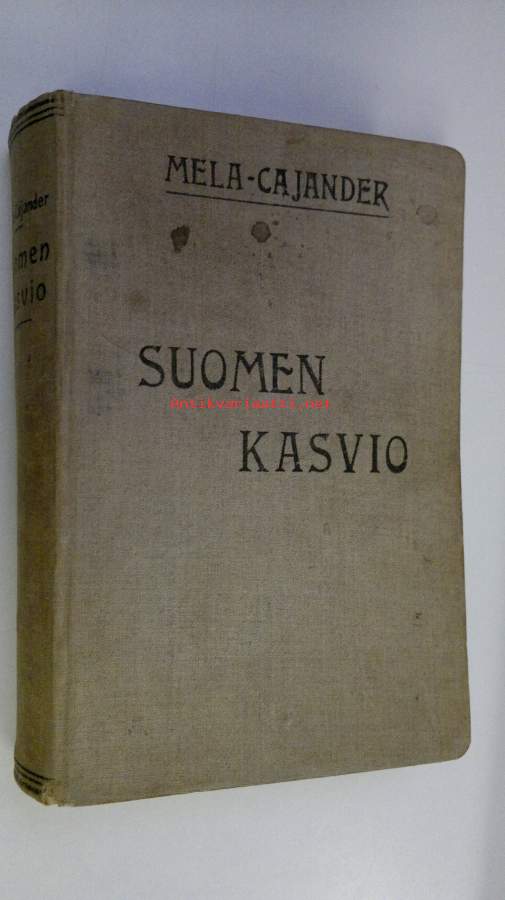 MELA-CAJANDER
SUOMEN
Antikvariaatti.net
KASVIO